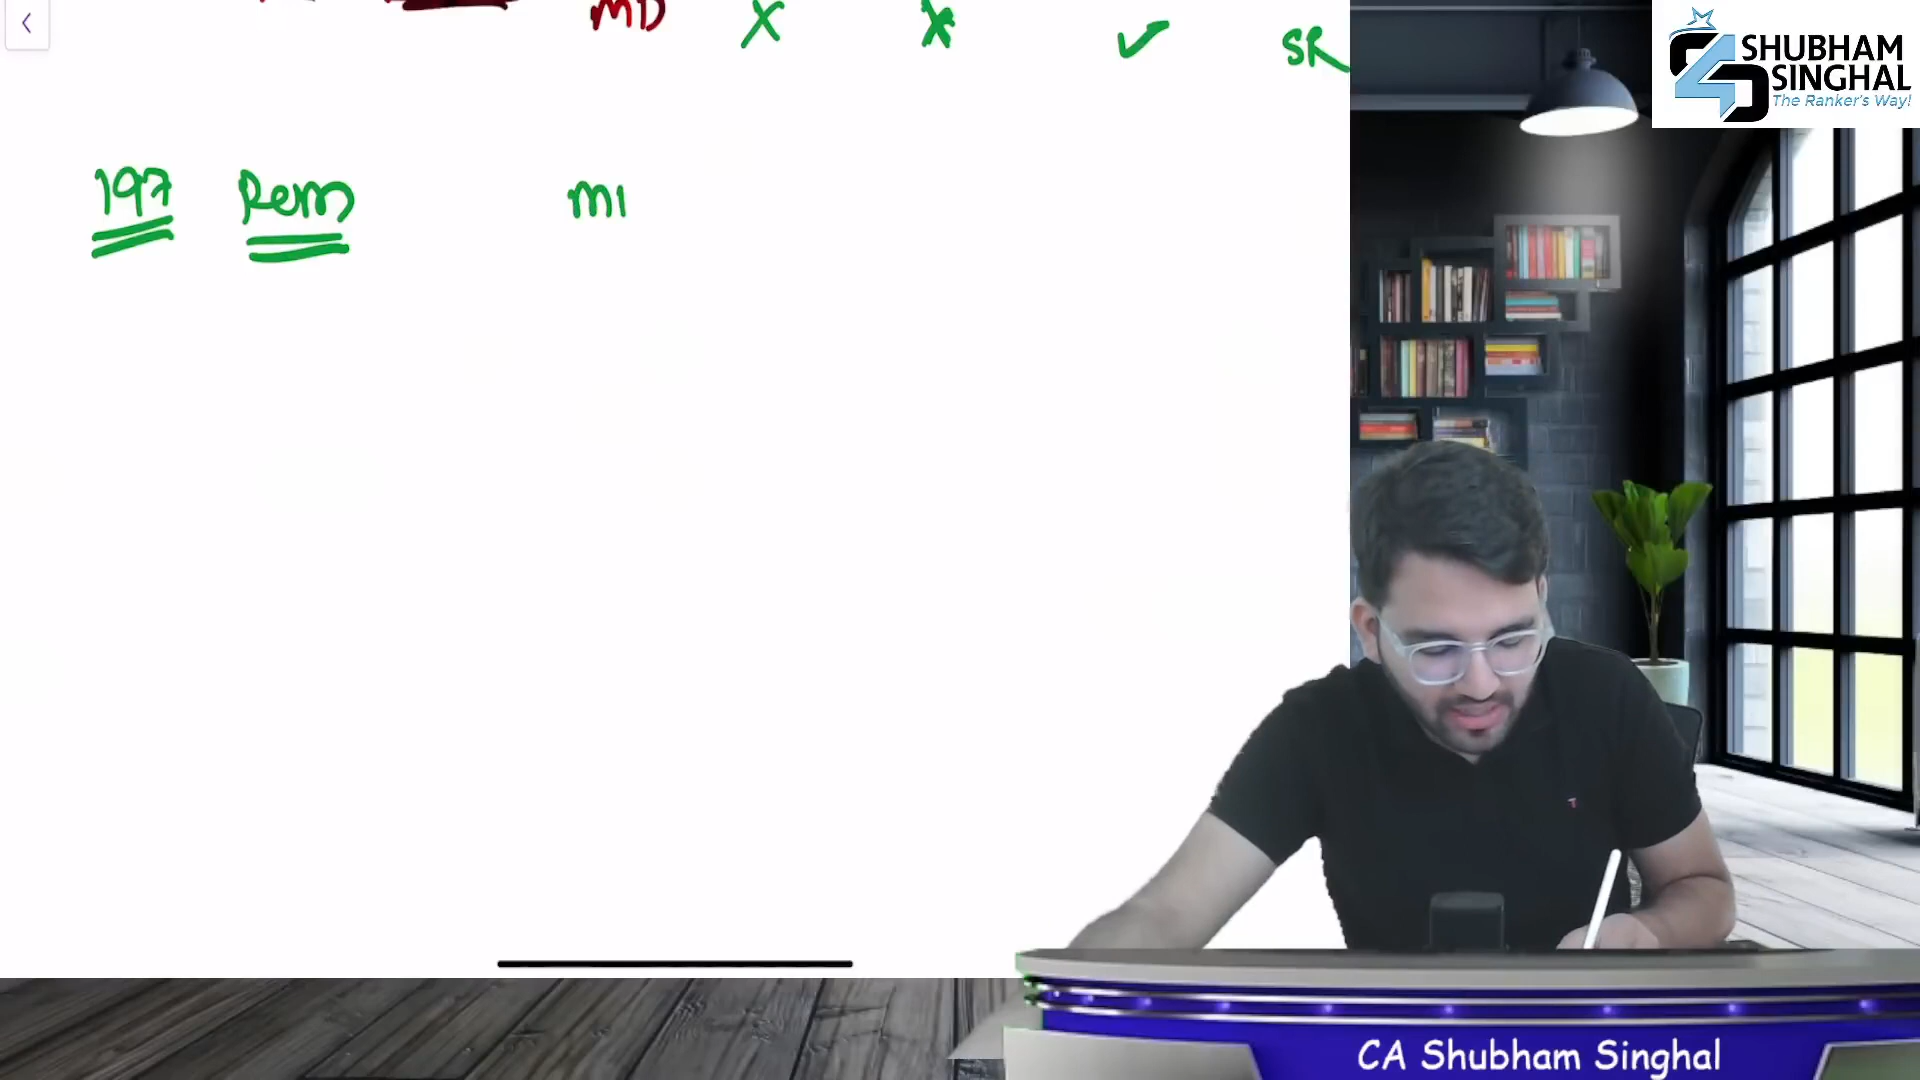 MD X X ✓ SR
197 Rem MI
SHUBHAM
SINGHAL
The Ranker's Way!
CA Shubham Singhal